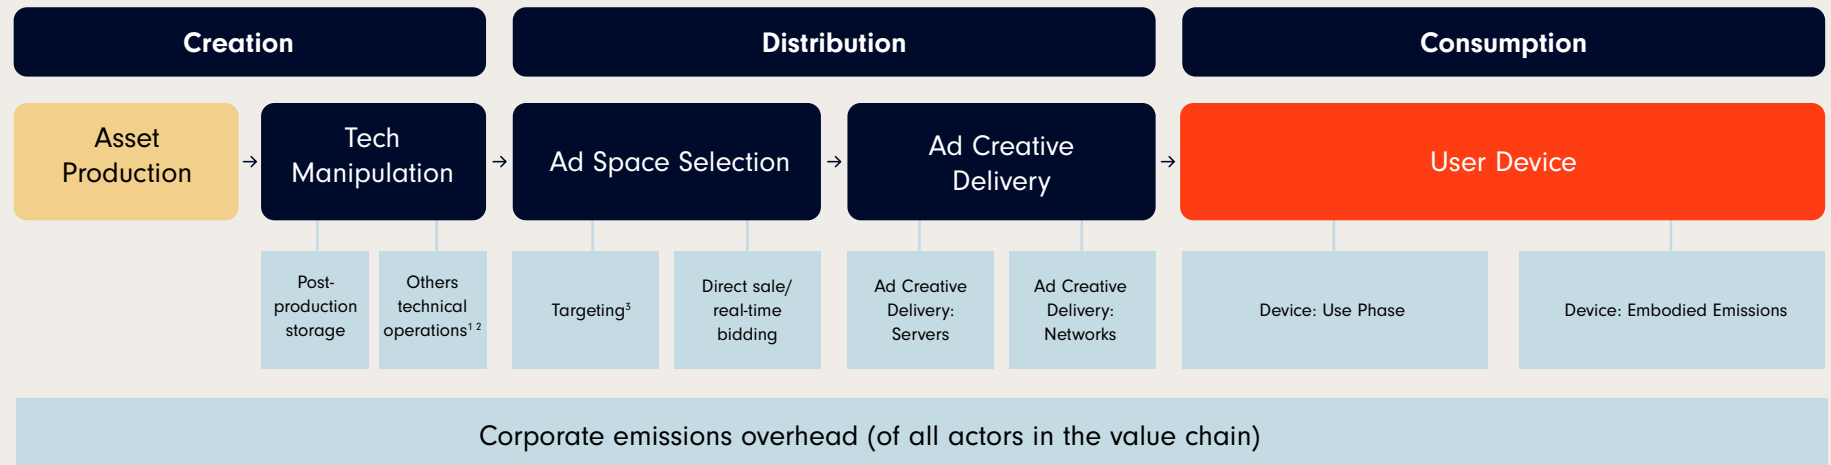 Creation
Distribution
Consumption
Asset
Production
→
Tech
Manipulation
→
Ad Space Selection
→
Ad Creative
Delivery
→
User Device
Post-
production
storage
Others
technical
operations¹ ²
Targeting³
Direct sale/
real-time
bidding
Ad Creative
Delivery:
Servers
Ad Creative
Delivery:
Networks
Device: Use Phase
Device: Embodied Emissions
Corporate emissions overhead (of all actors in the value chain)